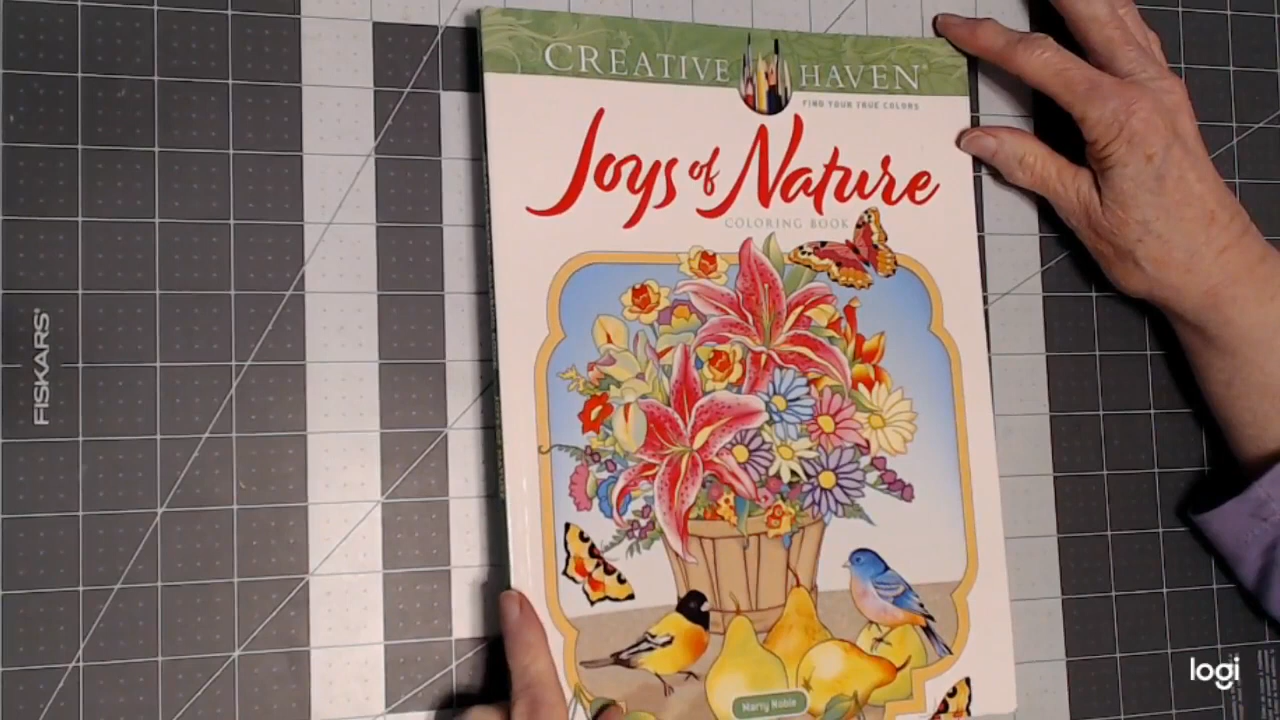 CREATIVE HAVEN®
FIND YOUR TRUE COLORS
Joys of Nature
COLORING BOOK
Marty Noble
FISKARS®
logi